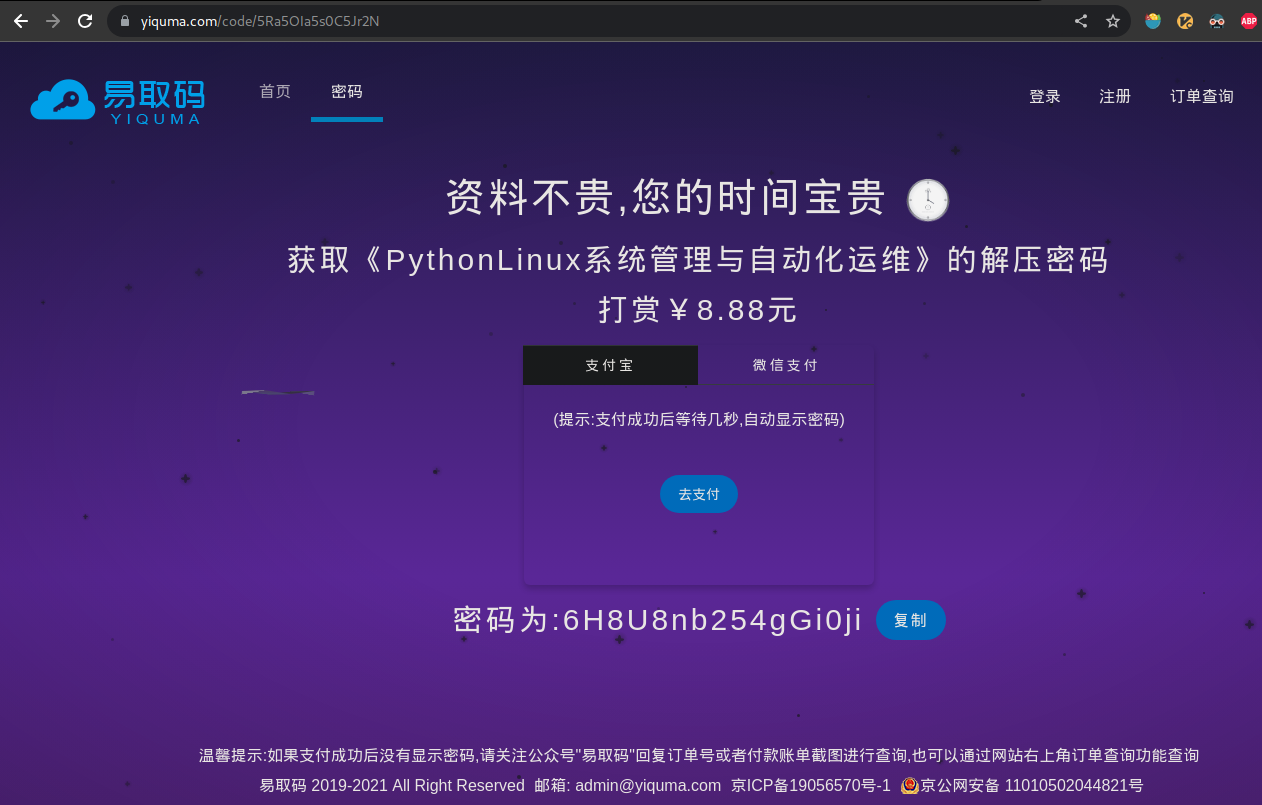 yiquma.com/code/5Ra5OIa5s0C5Jr2N
ABP
易取码
YIQUMA
首页 密码
登录 注册 订单查询
资料不贵,您的时间宝贵
获取《PythonLinux系统管理与自动化运维》的解压密码
打赏￥8.88元
支付宝 微信支付
(提示:支付成功后等待几秒,自动显示密码)
去支付
密码为:6H8U8nb254gGi0ji 复制
温馨提示:如果支付成功后没有显示密码,请关注公众号"易取码"回复订单号或者付款账单截图进行查询,也可以通过网站右上角订单查询功能查询
易取码 2019-2021 All Right Reserved 邮箱: admin@yiquma.com 京ICP备19056570号-1 京公网安备 11010502044821号